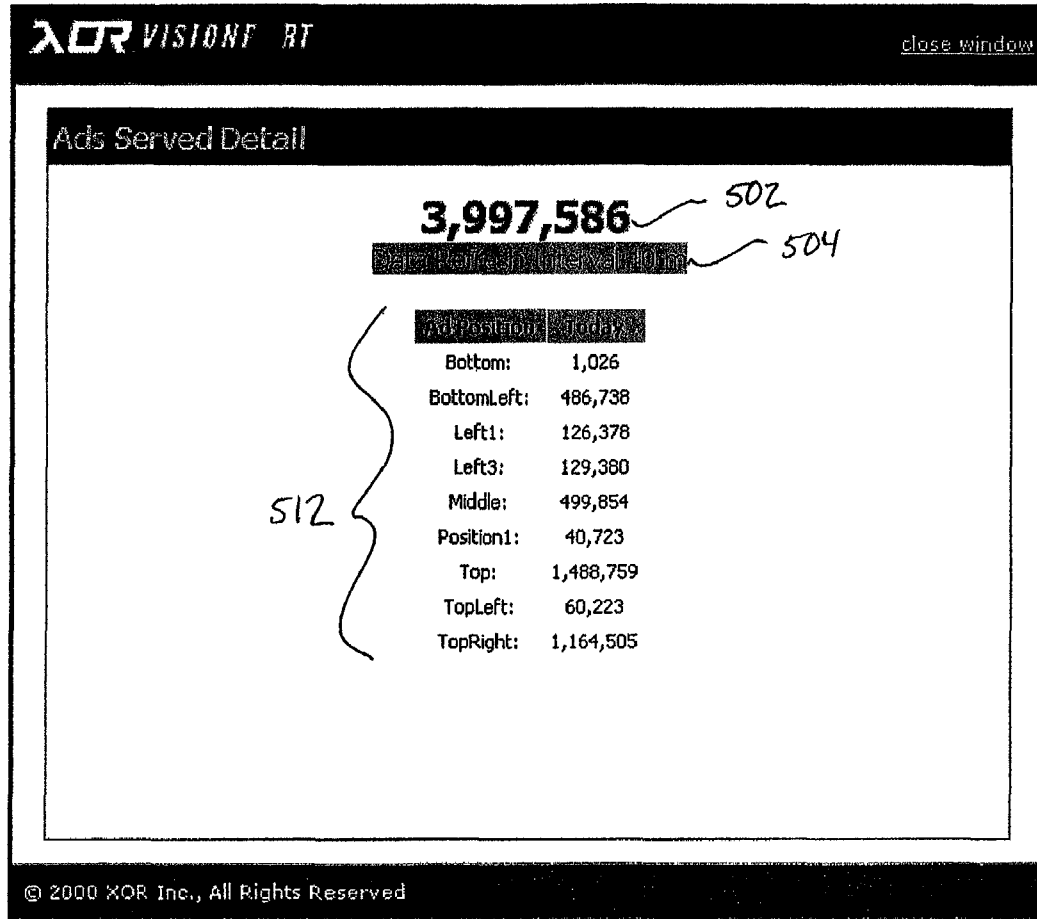 XOR VISIONE RT
close window
Ads Served Detail
3,997,586
502
Data Refresh Interval: 10m
504
Ad Position Today
Bottom: 1,026
BottomLeft: 486,738
Left1: 126,378
Left3: 129,380
Middle: 499,854
Position1: 40,723
Top: 1,488,759
TopLeft: 60,223
TopRight: 1,164,505
512
© 2000 XOR Inc., All Rights Reserved